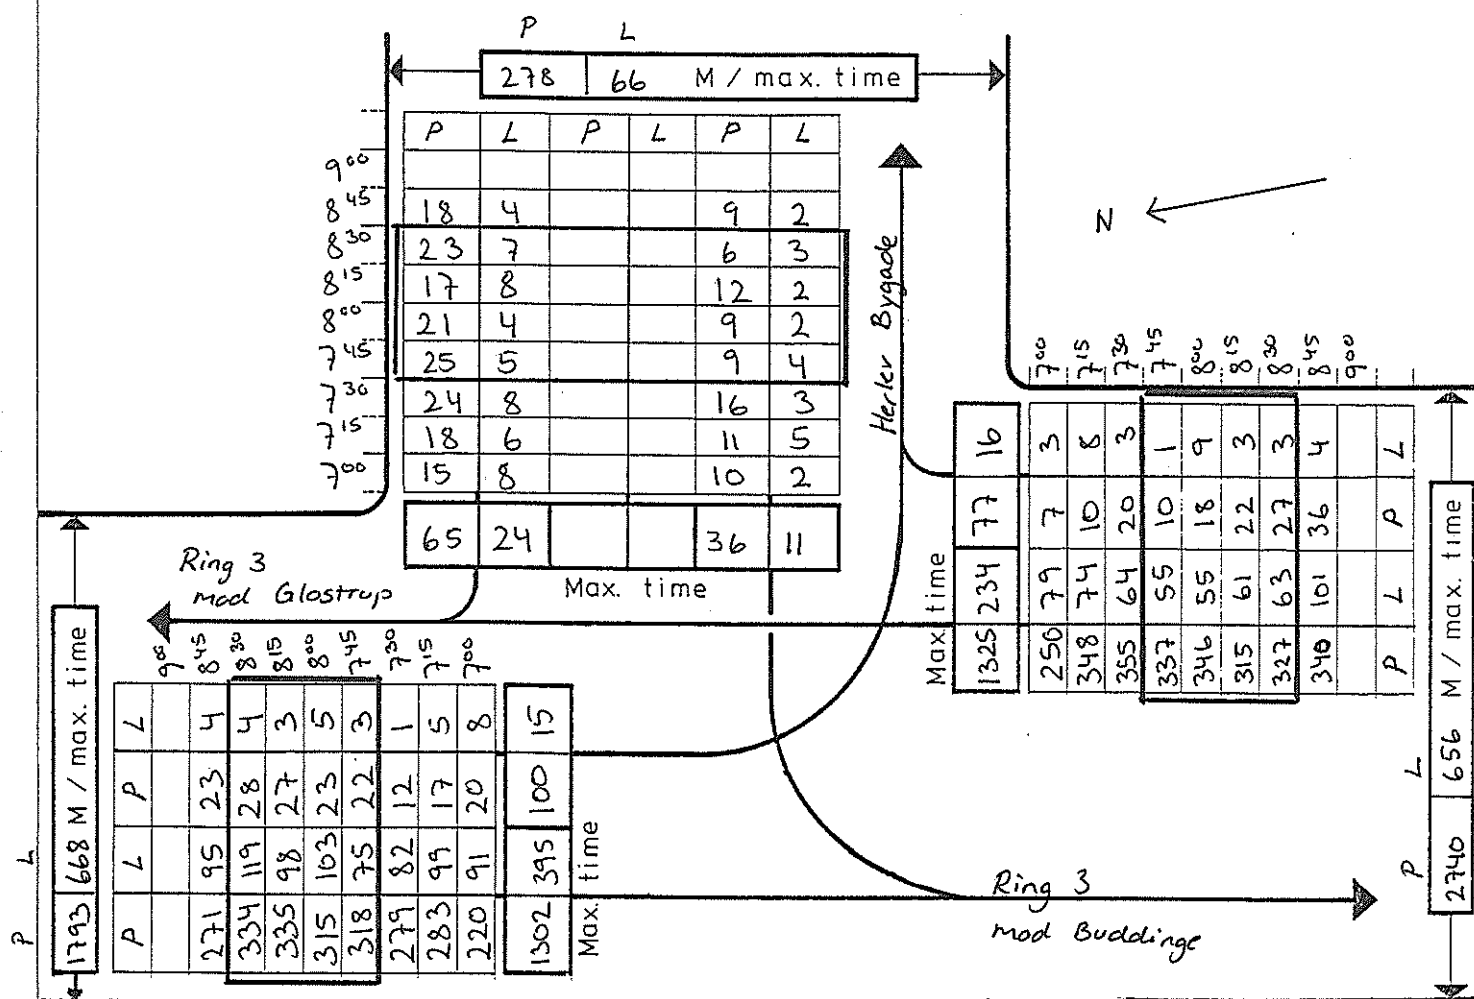 P L
278 66 M / max. time
P L P L P L
9⁰⁰
8⁴⁵ 18 4 9 2
8³⁰ 23 7 6 3
8¹⁵ 17 8 12 2
8⁰⁰ 21 4 9 2
7⁴⁵ 25 5 9 4
7³⁰ 24 8 16 3
7¹⁵ 18 6 11 5
7⁰⁰ 15 8 10 2
65 24 36 11
Max. time
Herlev Bygade
N
7⁰⁰ 7¹⁵ 7³⁰ 7⁴⁵ 8⁰⁰ 8¹⁵ 8³⁰ 8⁴⁵ 9⁰⁰
16 3 8 3 1 9 3 3 4 L
77 7 10 20 10 18 22 27 36 P
234 79 74 64 55 55 61 63 101 L
1325 250 348 355 337 346 315 327 340 P
Max. time
P L
2740 656 M / max. time
Ring 3
mod Glostrup
9⁰⁰ 8⁴⁵ 8³⁰ 8¹⁵ 8⁰⁰ 7⁴⁵ 7³⁰ 7¹⁵ 7⁰⁰
L 4 4 3 5 3 1 5 8 15
P 23 28 27 23 22 12 17 20 100
L 95 119 98 103 75 82 99 91 395
P 271 334 335 315 318 279 283 220 1302
Max. time
P L
1793 668 M / max. time
Ring 3
mod Buddinge